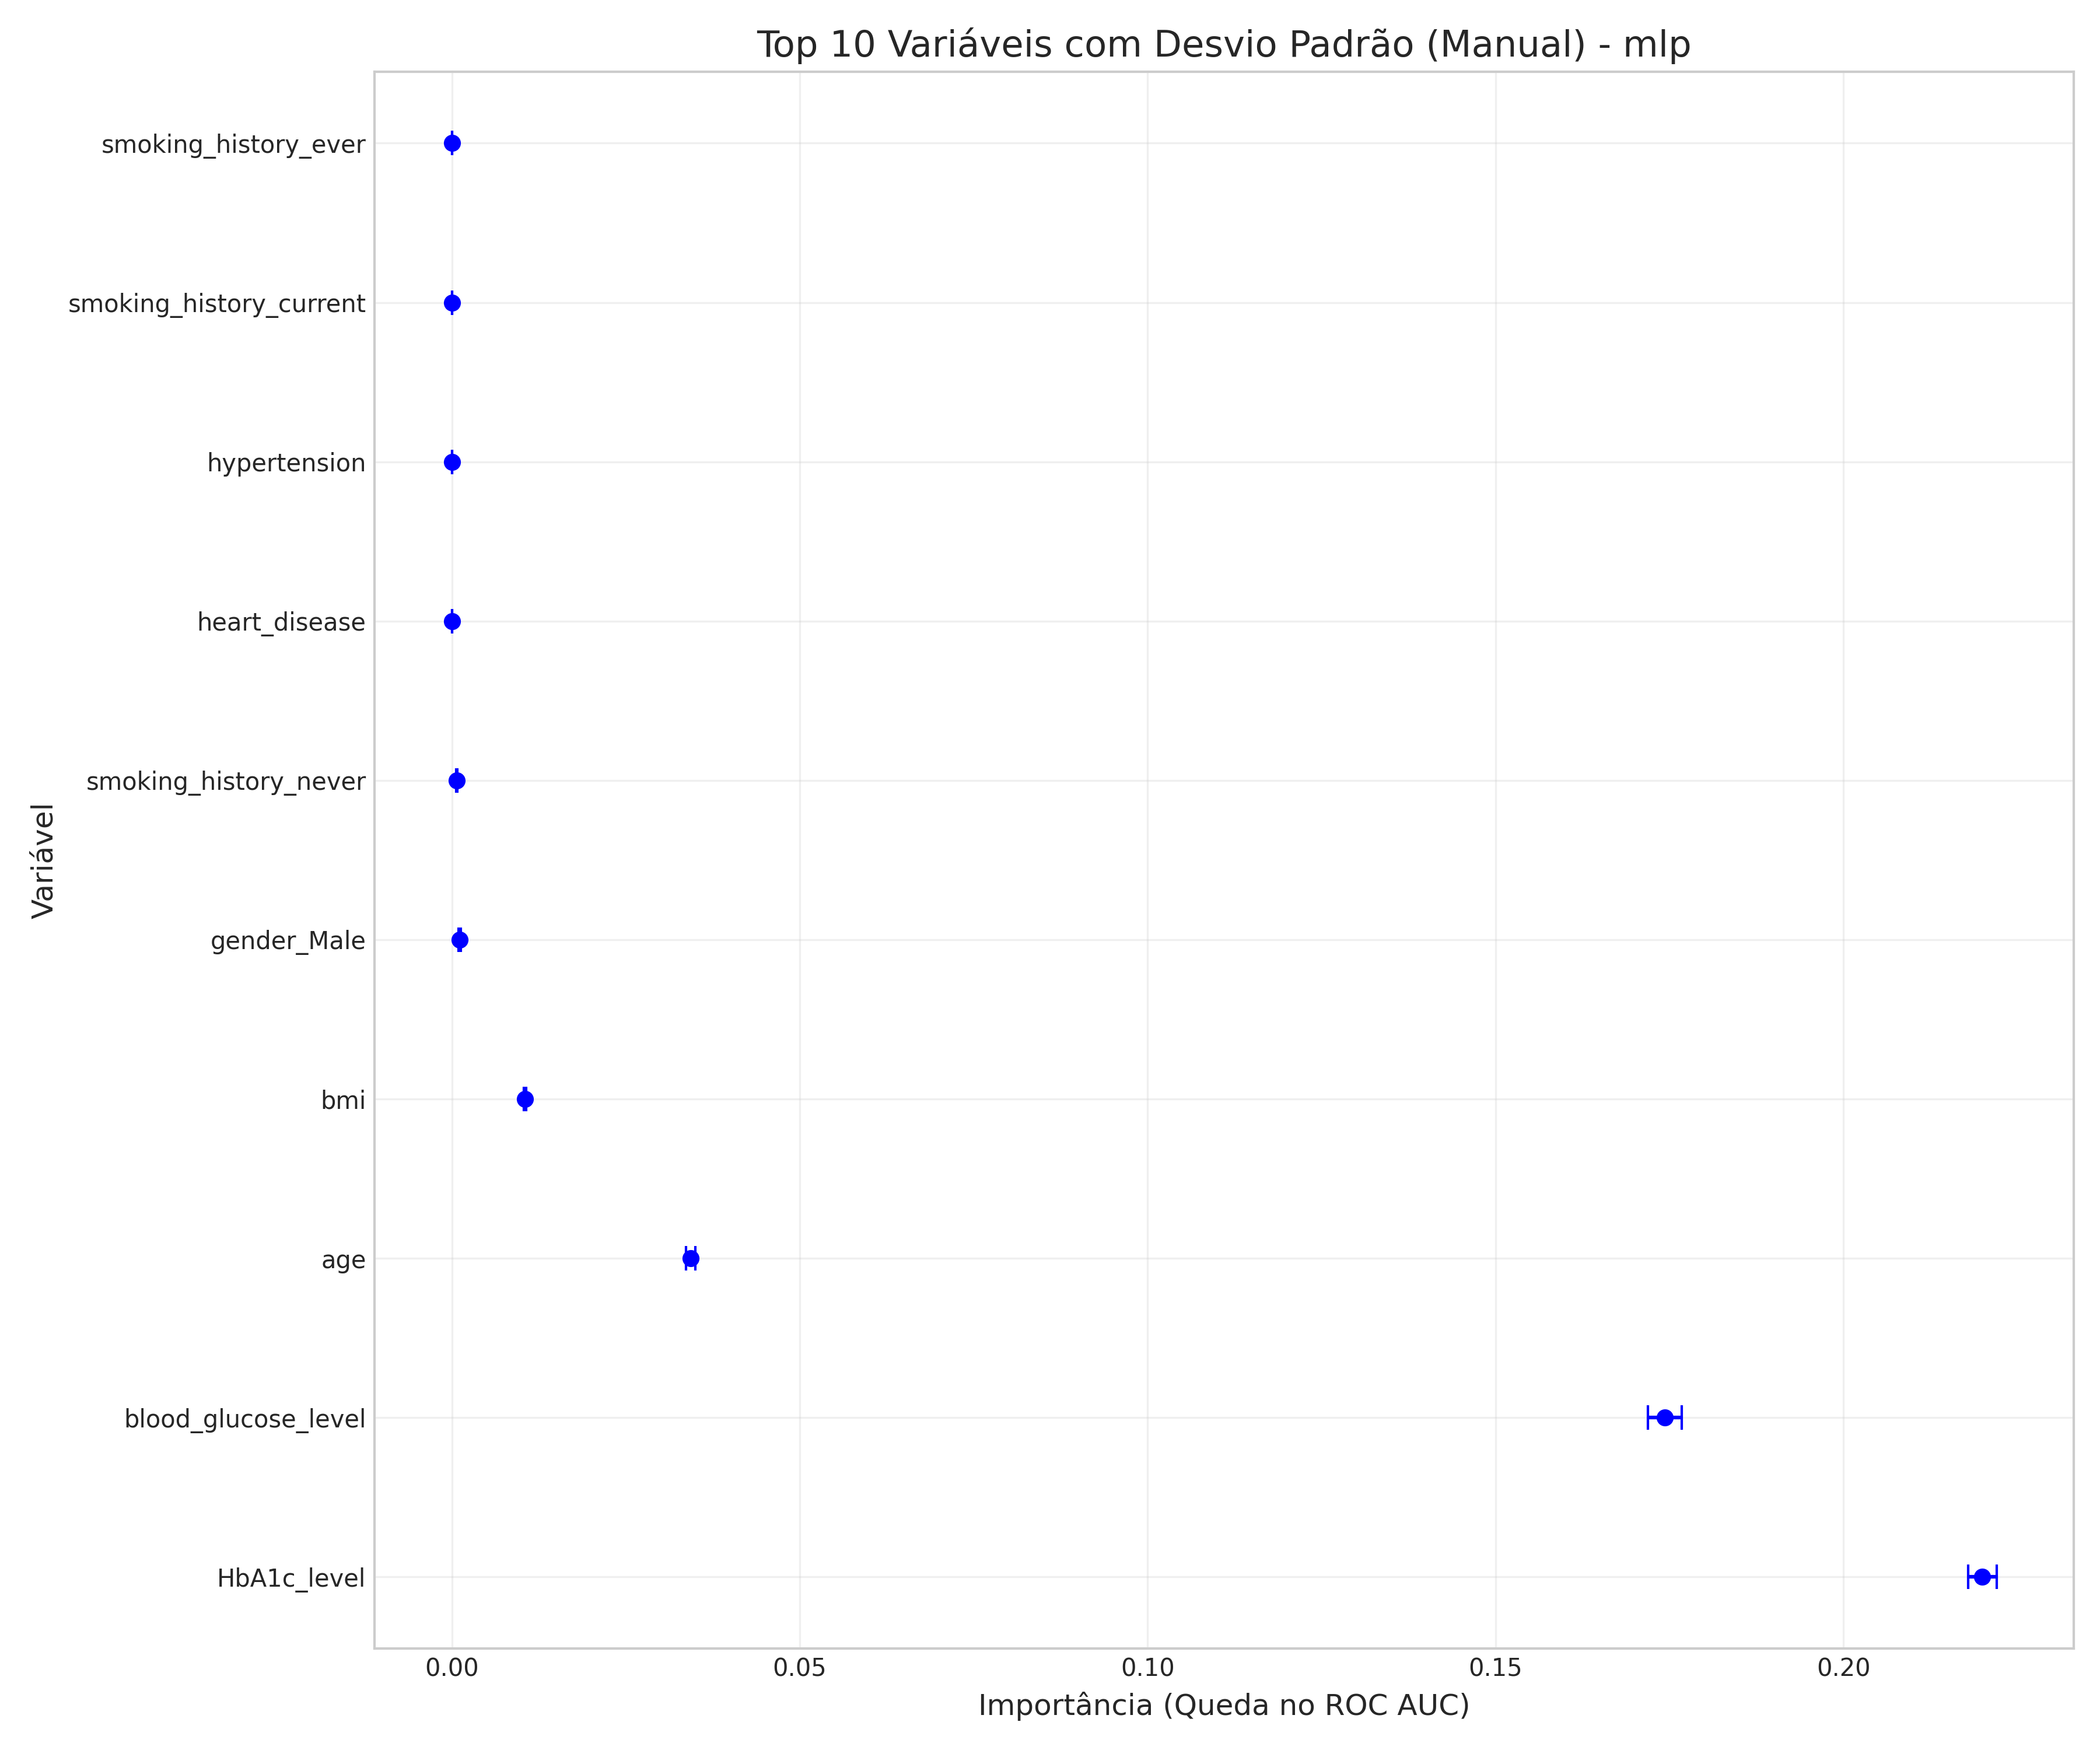 Top 10 Variáveis com Desvio Padrão (Manual) - mlp
smoking_history_ever
smoking_history_current
hypertension
heart_disease
smoking_history_never
gender_Male
bmi
age
blood_glucose_level
HbA1c_level
Variável
0.00 0.05 0.10 0.15 0.20
Importância (Queda no ROC AUC)